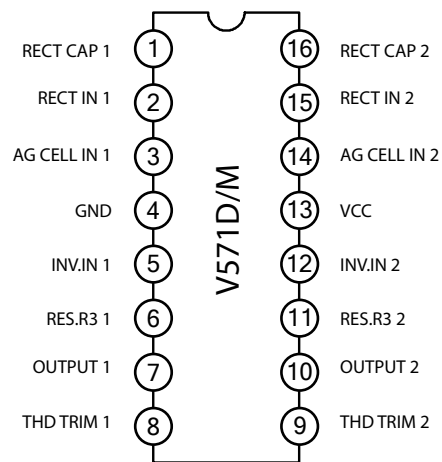 RECT CAP 1 1 16 RECT CAP 2
RECT IN 1 2 15 RECT IN 2
AG CELL IN 1 3 14 AG CELL IN 2
GND 4 13 VCC
INV.IN 1 5 12 INV.IN 2
RES.R3 1 6 11 RES.R3 2
OUTPUT 1 7 10 OUTPUT 2
THD TRIM 1 8 9 THD TRIM 2
V571D/M